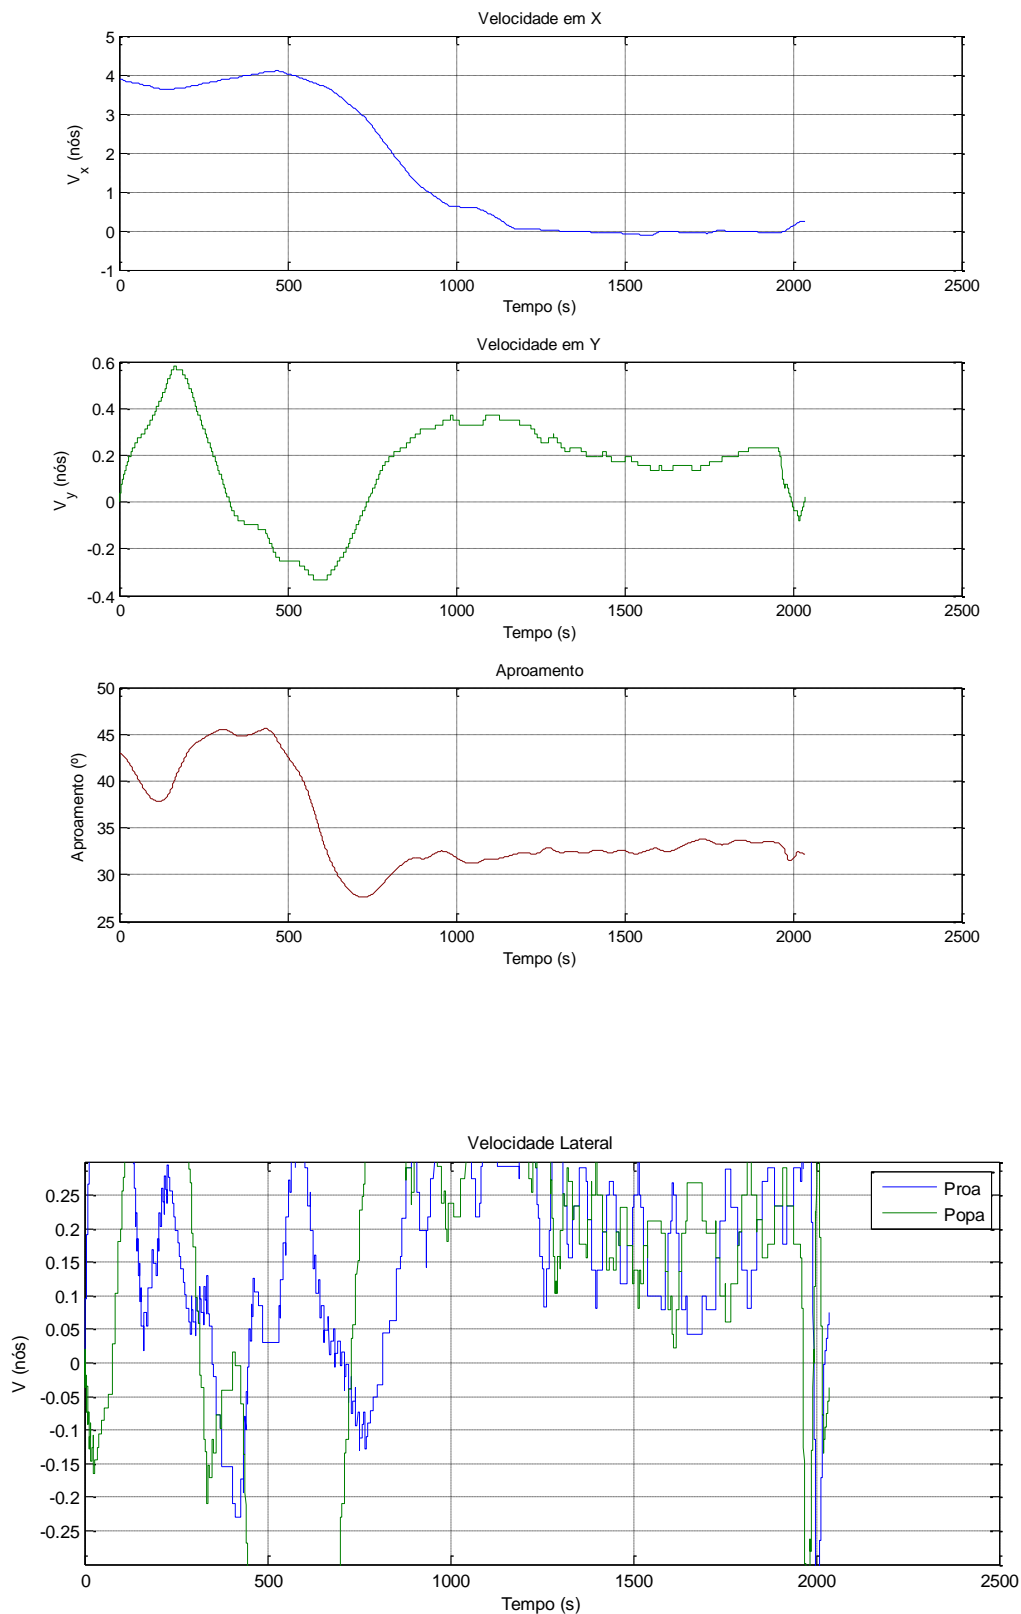 Velocidade em X
5
4
3
2
1
0
-1
V_x (nós)
0 500 1000 1500 2000 2500
Tempo (s)
Velocidade em Y
0.6
0.4
0.2
0
-0.2
-0.4
V_y (nós)
0 500 1000 1500 2000 2500
Tempo (s)
Aproamento
50
45
40
35
30
25
Aproamento (º)
0 500 1000 1500 2000 2500
Tempo (s)
Velocidade Lateral
0.25
0.2
0.15
0.1
0.05
0
-0.05
-0.1
-0.15
-0.2
-0.25
V (nós)
Proa
Popa
0 500 1000 1500 2000 2500
Tempo (s)